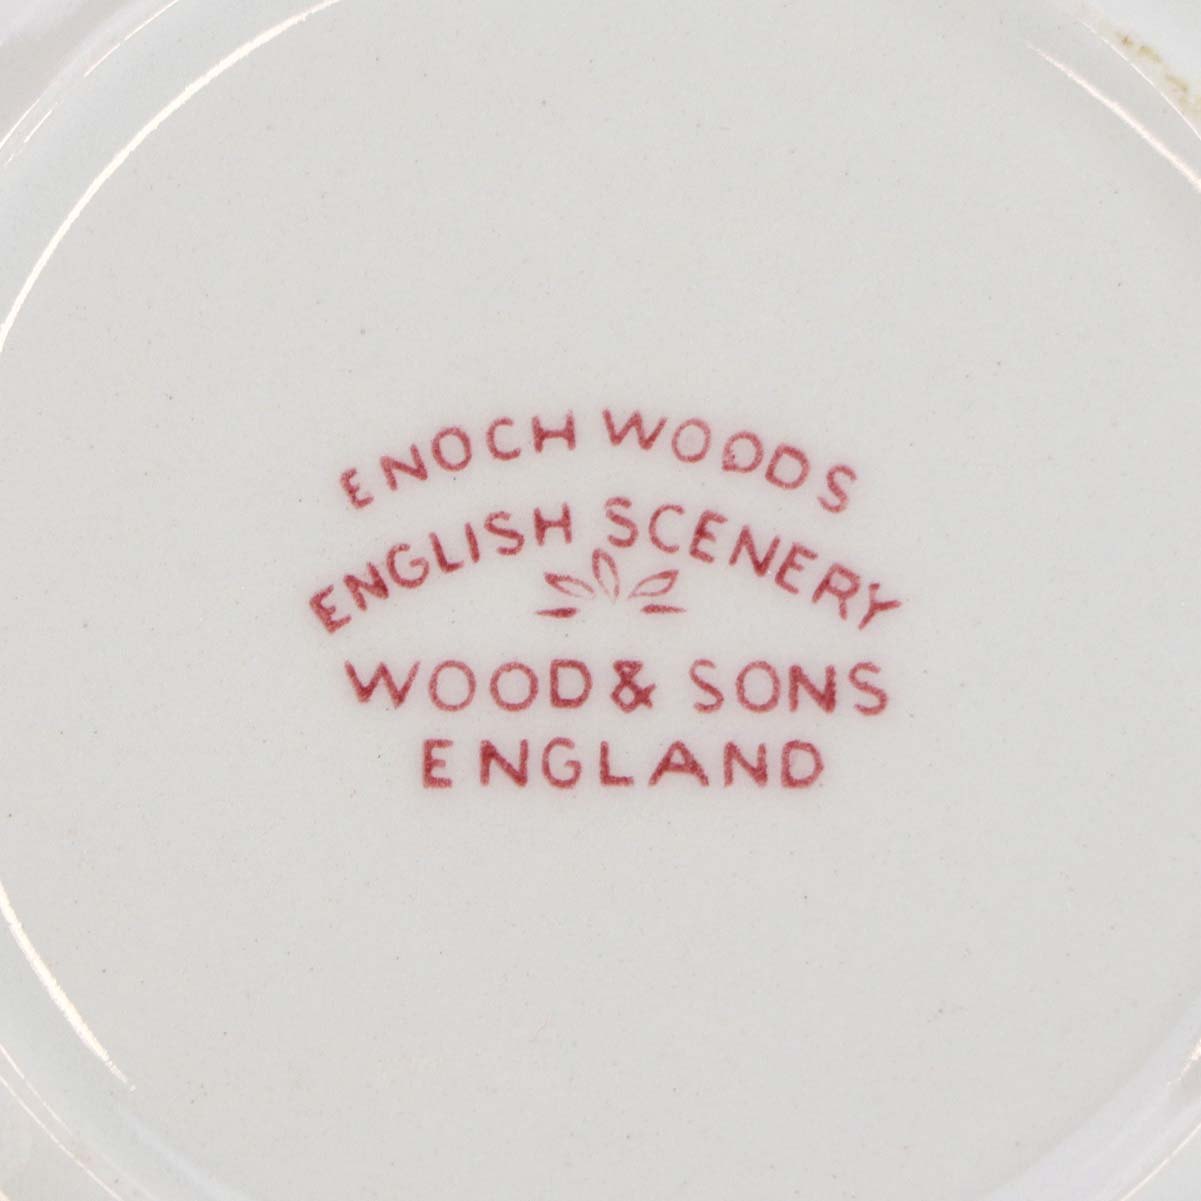 ENOCH WOODS
ENGLISH SCENERY
WOOD & SONS
ENGLAND